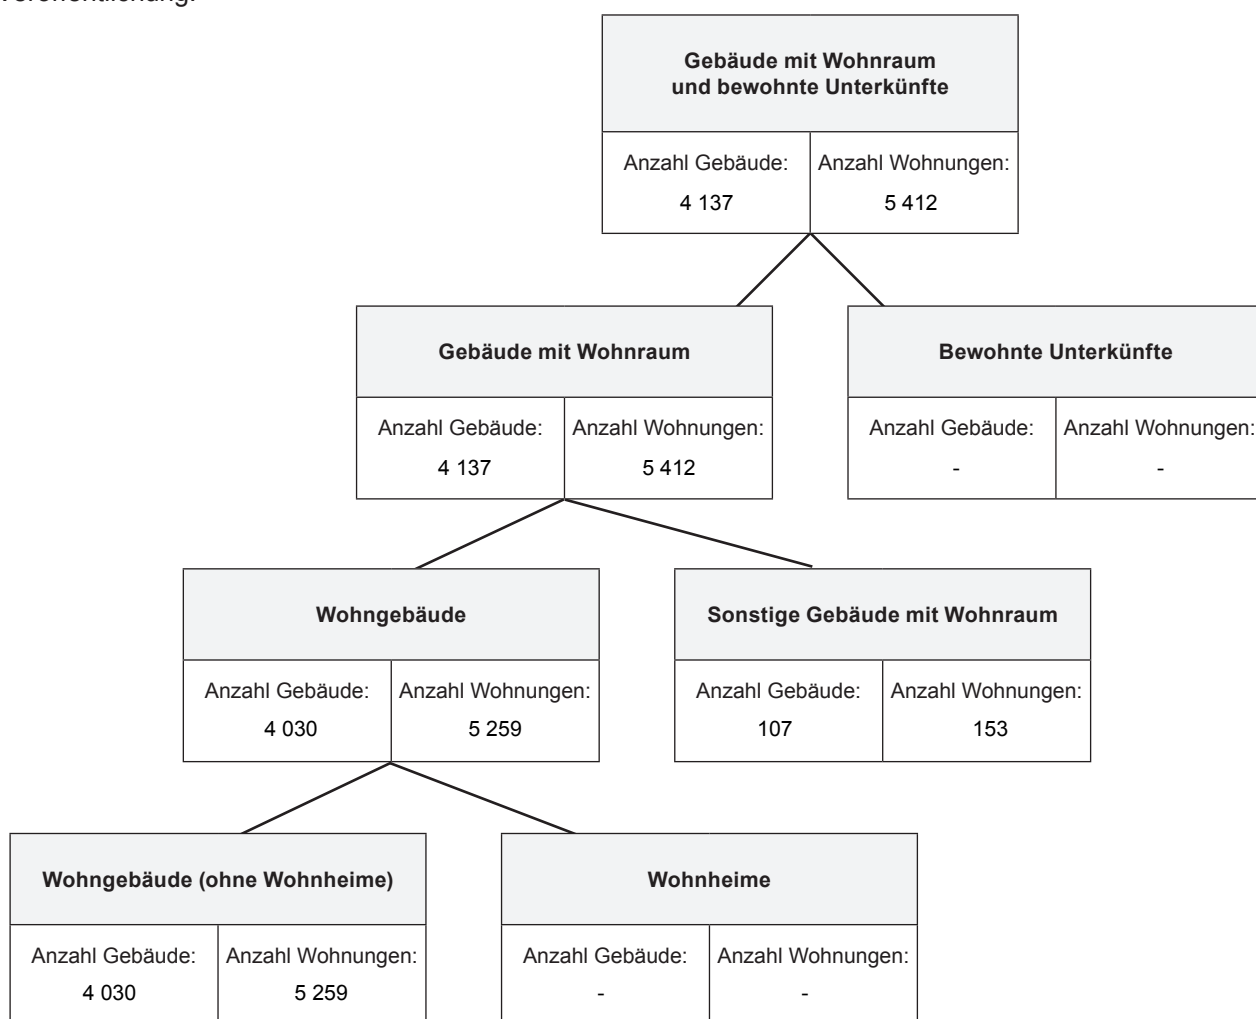 Veröffentlichung.
Gebäude mit Wohnraum
und bewohnte Unterkünfte
Anzahl Gebäude: Anzahl Wohnungen:
4 137 5 412
Gebäude mit Wohnraum
Bewohnte Unterkünfte
Anzahl Gebäude: Anzahl Wohnungen:
4 137 5 412
Anzahl Gebäude: Anzahl Wohnungen:
- -
Wohngebäude
Sonstige Gebäude mit Wohnraum
Anzahl Gebäude: Anzahl Wohnungen:
4 030 5 259
Anzahl Gebäude: Anzahl Wohnungen:
107 153
Wohngebäude (ohne Wohnheime)
Wohnheime
Anzahl Gebäude: Anzahl Wohnungen:
4 030 5 259
Anzahl Gebäude: Anzahl Wohnungen:
- -